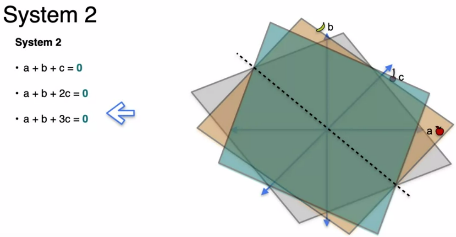 System 2
System 2
• a + b + c = 0
• a + b + 2c = 0
• a + b + 3c = 0
b
c
a